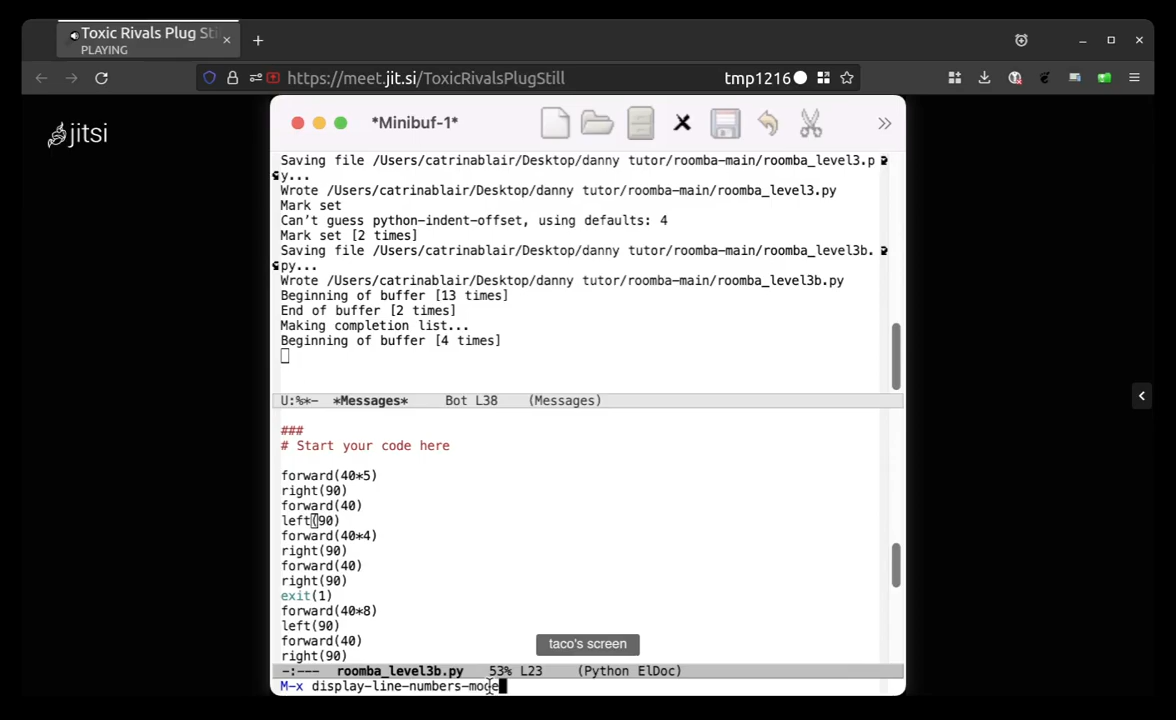 Toxic Rivals Plug Sti
PLAYING
https://meet.jit.si/ToxicRivalsPlugStill
tmp1216
jitsi
*Minibuf-1*
Saving file /Users/catrinablair/Desktop/danny tutor/roomba-main/roomba_level3.p
y...
Wrote /Users/catrinablair/Desktop/danny tutor/roomba-main/roomba_level3.py
Mark set
Can't guess python-indent-offset, using defaults: 4
Mark set [2 times]
Saving file /Users/catrinablair/Desktop/danny tutor/roomba-main/roomba_level3b.
py...
Wrote /Users/catrinablair/Desktop/danny tutor/roomba-main/roomba_level3b.py
Beginning of buffer [13 times]
End of buffer [2 times]
Making completion list...
Beginning of buffer [4 times]
U:%*-  *Messages*     Bot L38    (Messages)
###
# Start your code here
forward(40*5)
right(90)
forward(40)
left(90)
forward(40*4)
right(90)
forward(40)
right(90)
exit(1)
forward(40*8)
left(90)
forward(40)
right(90)
taco's screen
-:---  roomba_level3b.py   53% L23    (Python ElDoc)
M-x display-line-numbers-mode